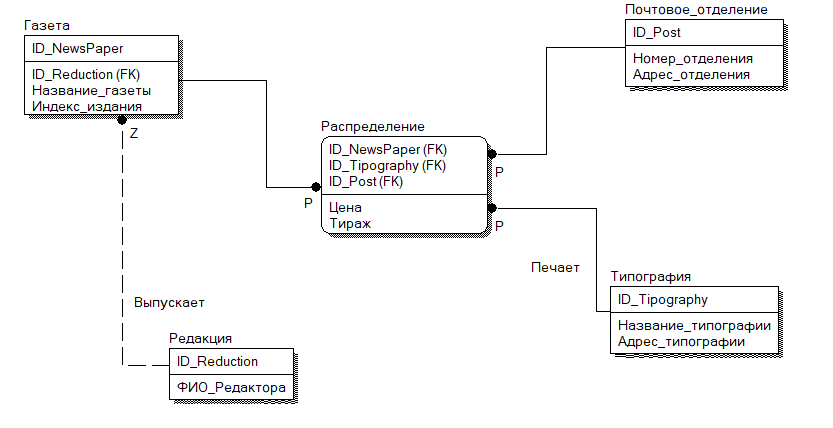 Газета
ID_NewsPaper
ID_Reduction (FK)
Название_газеты
Индекс_издания
Z
Почтовое_отделение
ID_Post
Номер_отделения
Адрес_отделения
Распределение
ID_NewsPaper (FK)
ID_Tipography (FK)
ID_Post (FK)
Цена
Тираж
P
P
P
Печает
Типография
ID_Tipography
Название_типографии
Адрес_типографии
Выпускает
Редакция
ID_Reduction
ФИО_Редактора